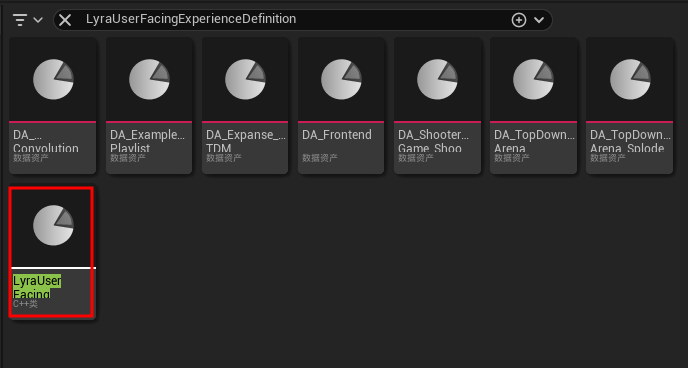 LyraUserFacingExperienceDefinition
DA_...
Convolution
数据资产
DA_Example...
Playlist
数据资产
DA_Expanse_...
TDM
数据资产
DA_Frontend
数据资产
DA_Shooter...
Game_Shoo
数据资产
DA_TopDown...
Arena
数据资产
DA_TopDown...
Arena_Splode
数据资产
LyraUser
Facing
C++类